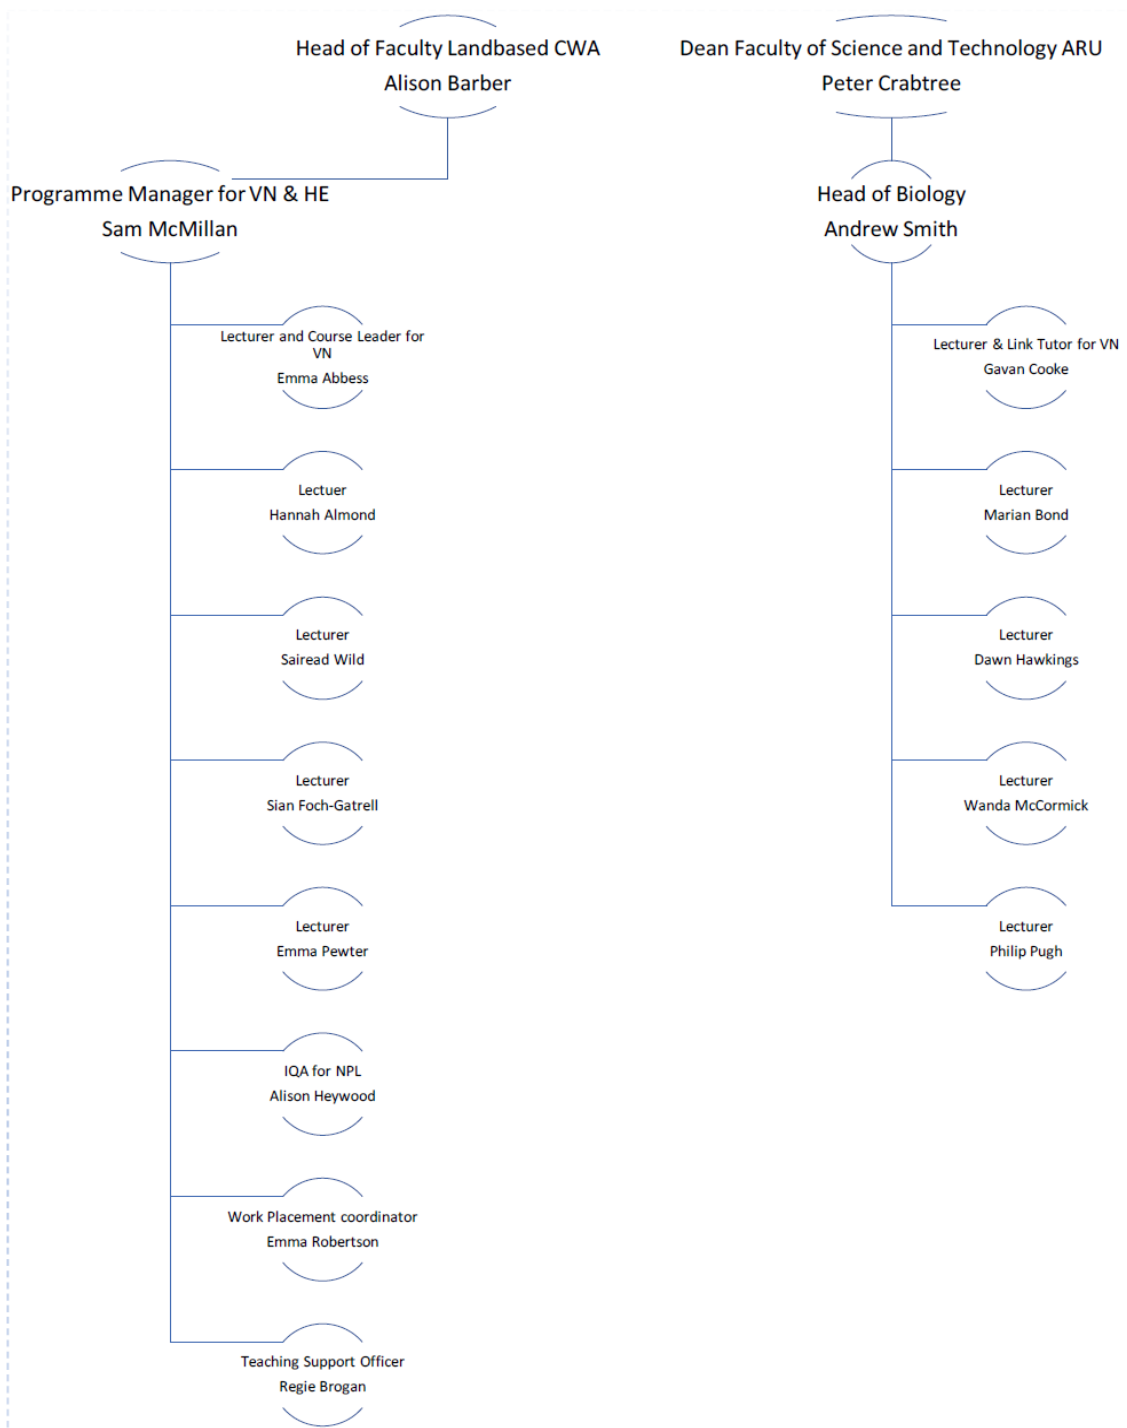 Head of Faculty Landbased CWA
Alison Barber
Programme Manager for VN & HE
Sam McMillan
Lecturer and Course Leader for
VN
Emma Abbess
Lectuer
Hannah Almond
Lecturer
Sairead Wild
Lecturer
Sian Foch-Gatrell
Lecturer
Emma Pewter
IQA for NPL
Alison Heywood
Work Placement coordinator
Emma Robertson
Teaching Support Officer
Regie Brogan
Dean Faculty of Science and Technology ARU
Peter Crabtree
Head of Biology
Andrew Smith
Lecturer & Link Tutor for VN
Gavan Cooke
Lecturer
Marian Bond
Lecturer
Dawn Hawkings
Lecturer
Wanda McCormick
Lecturer
Philip Pugh